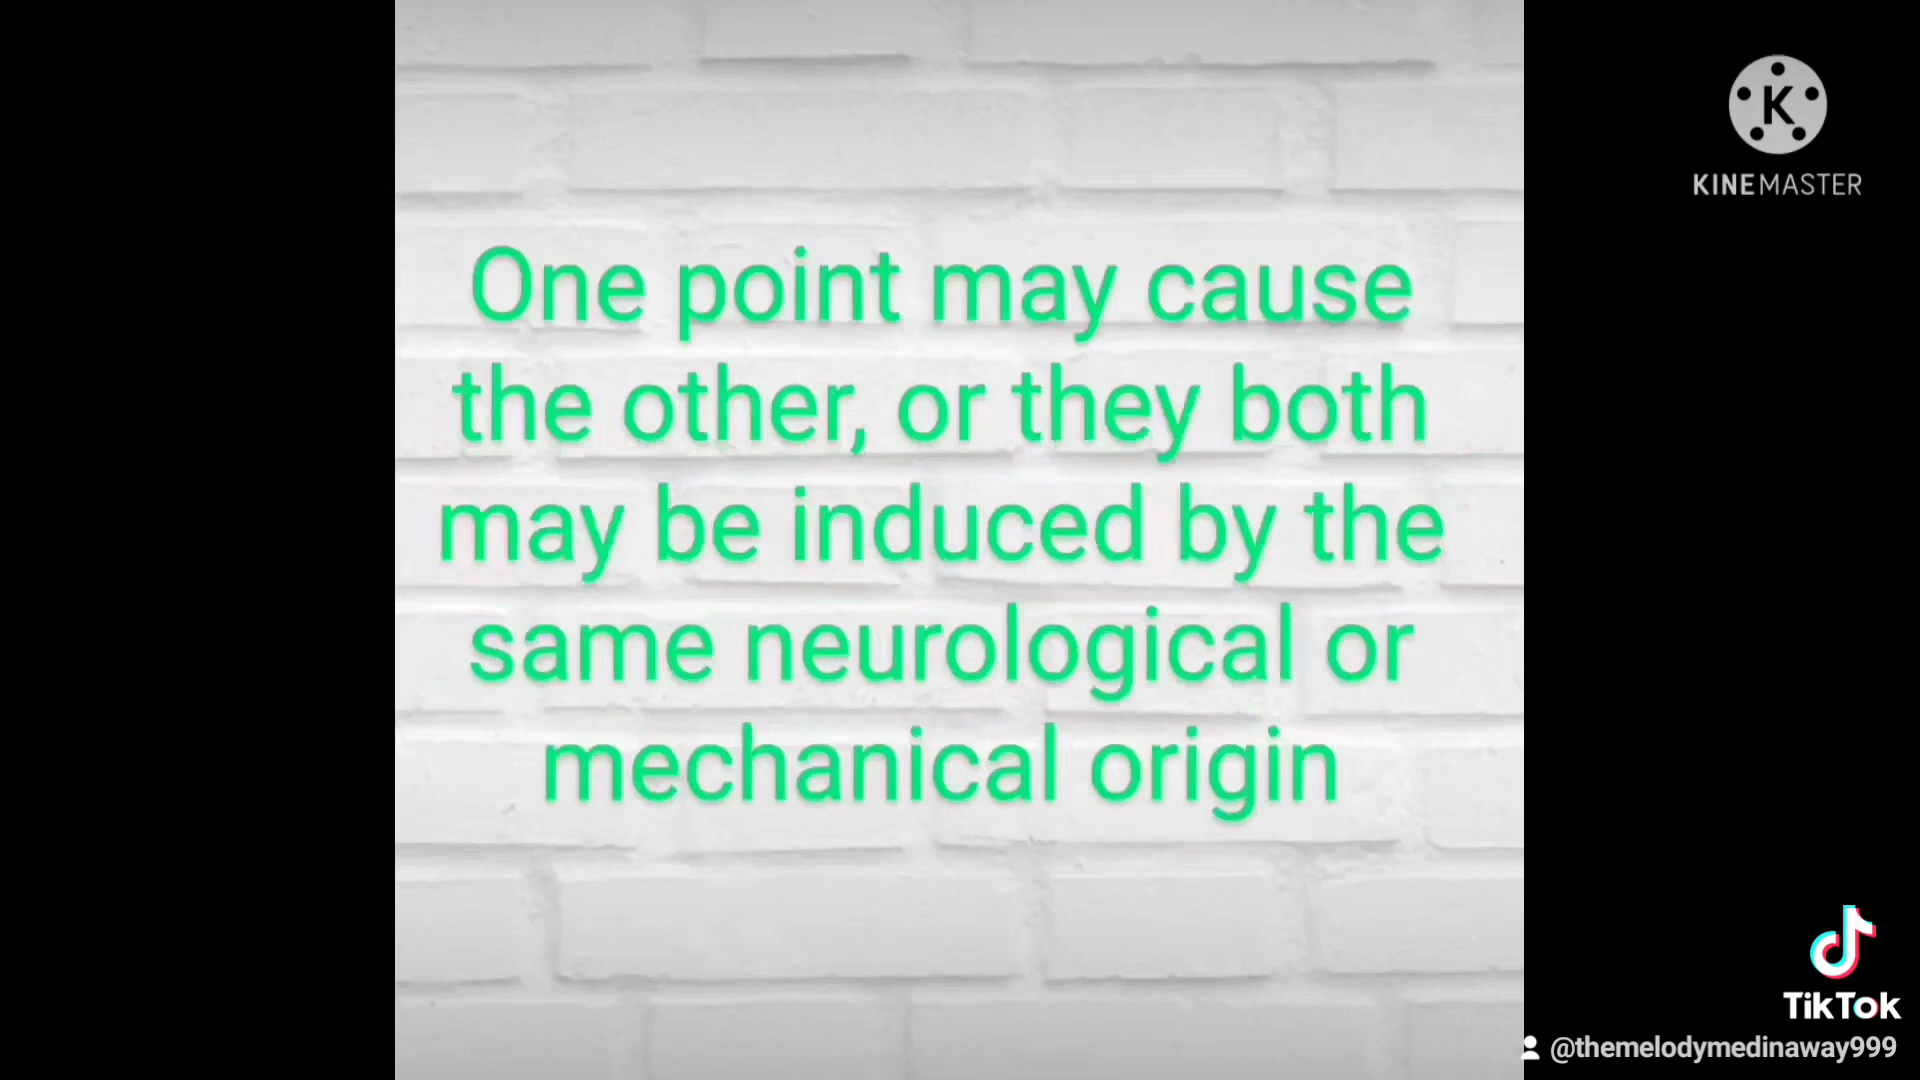 One point may cause
the other, or they both
may be induced by the
same neurological or
mechanical origin
K
KINEMASTER
TikTok
@themelodymedinaway999